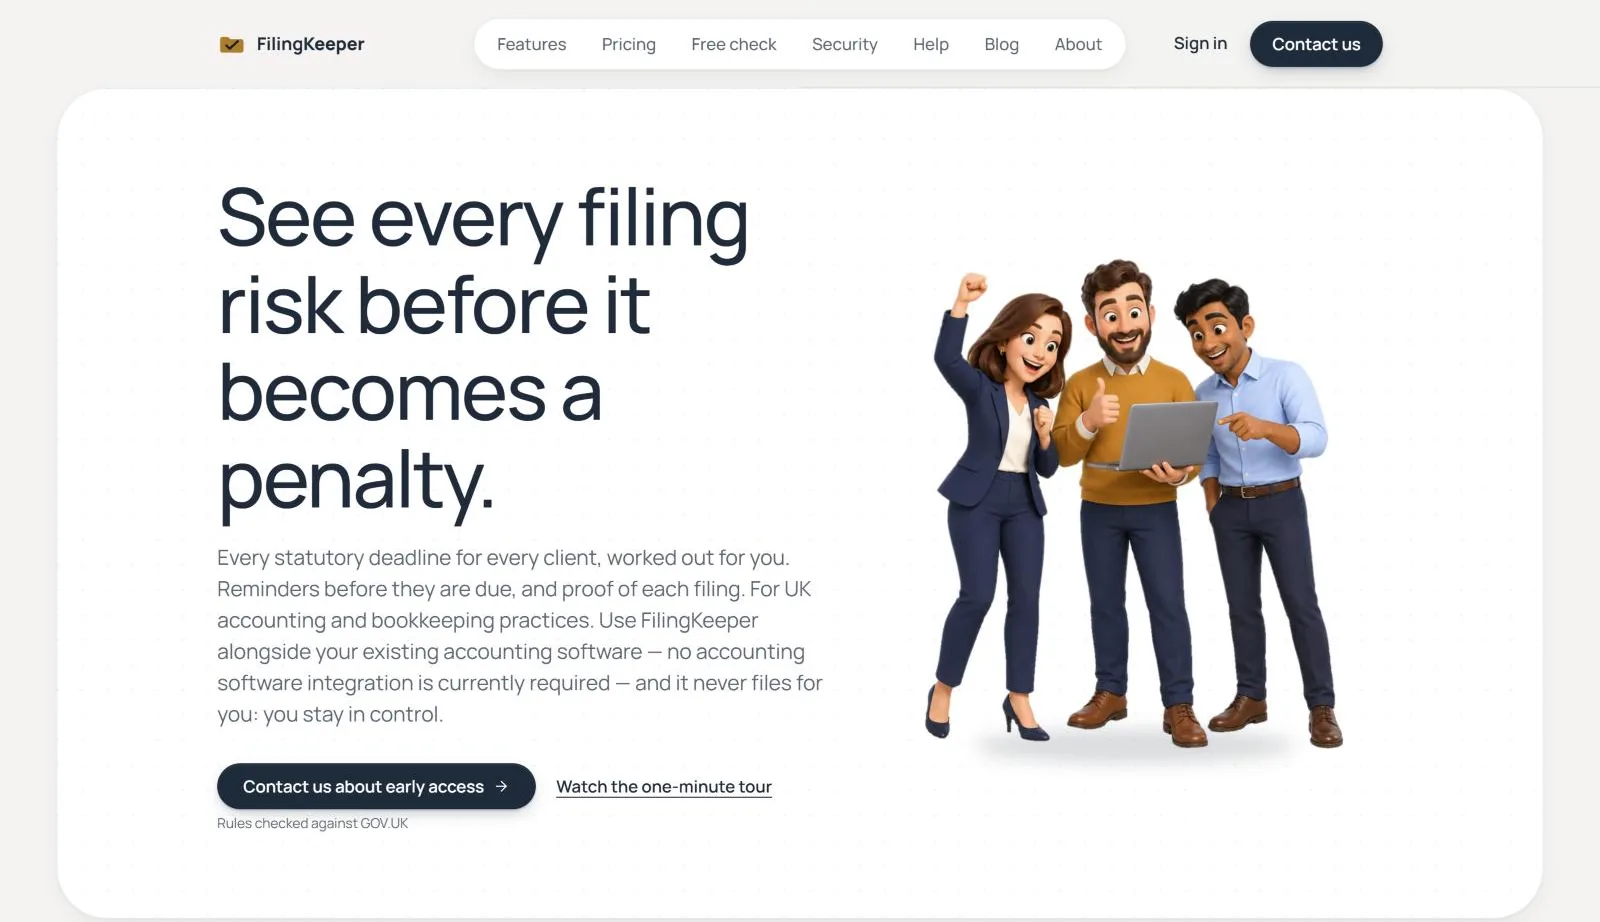 FilingKeeper
Features Pricing Free check Security Help Blog About
Sign in Contact us
See every filing
risk before it
becomes a
penalty.
Every statutory deadline for every client, worked out for you.
Reminders before they are due, and proof of each filing. For UK
accounting and bookkeeping practices. Use FilingKeeper
alongside your existing accounting software — no accounting
software integration is currently required — and it never files for
you: you stay in control.
Contact us about early access → Watch the one-minute tour
Rules checked against GOV.UK